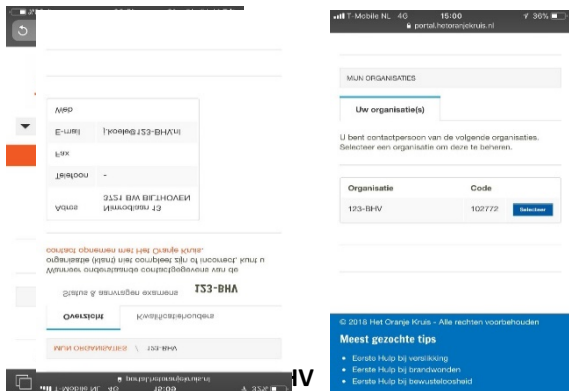 T-Mobile NL 4G 32%
portal.hetoranjekruis.nl
MIJN ORGANISATIES / 123-BHV
Overzicht Kwalificatiehouders
Status & aanvragen examens
123-BHV
Wanneer onderstaande contactgegevens van de
organisatie (klant) niet compleet zijn of incorrect, kunt u
contact opnemen met Het Oranje Kruis.
Adres Nimrodlaan 13
3721 BW BILTHOVEN
Telefoon -
Fax
E-mail j.koele@123-BHV.nl
Web
HV
T-Mobile NL 4G 15:00 36%
portal.hetoranjekruis.nl
MIJN ORGANISATIES
Uw organisatie(s)
U bent contactpersoon van de volgende organisaties.
Selecteer een organisatie om deze te beheren.
Organisatie Code
123-BHV 102772 Selecteer
© 2018 Het Oranje Kruis - Alle rechten voorbehouden
Meest gezochte tips
• Eerste Hulp bij verslikking
• Eerste Hulp bij brandwonden
• Eerste Hulp bij bewusteloosheid